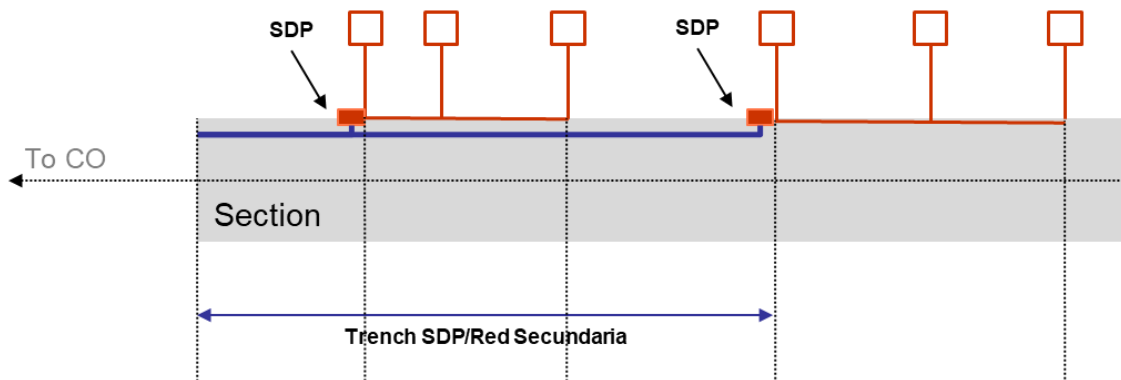 SDP
SDP
To CO
Section
Trench SDP/Red Secundaria